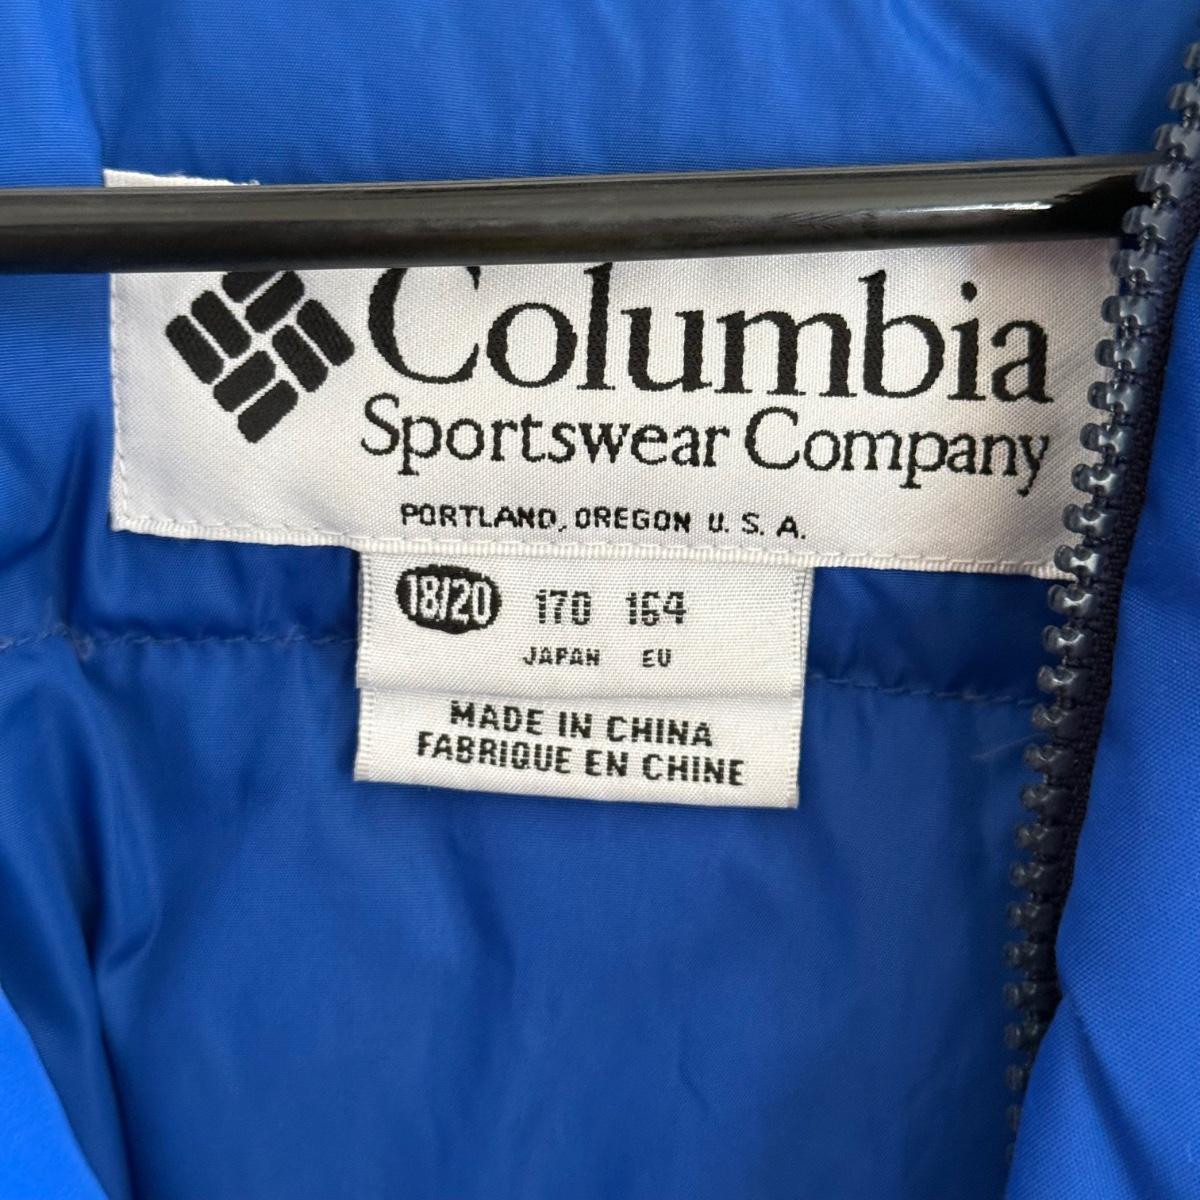 Columbia
Sportswear Company
PORTLAND, OREGON U. S. A.
18/20 170 164
JAPAN EU
MADE IN CHINA
FABRIQUE EN CHINE